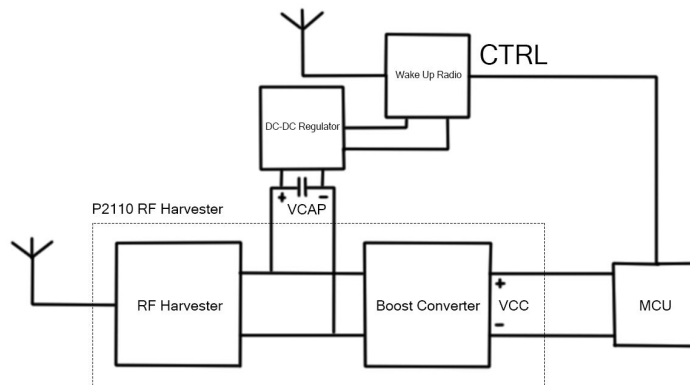 Wake Up Radio
CTRL
DC-DC Regulator
+ -
VCAP
P2110 RF Harvester
RF Harvester
Boost Converter
+
VCC
-
MCU